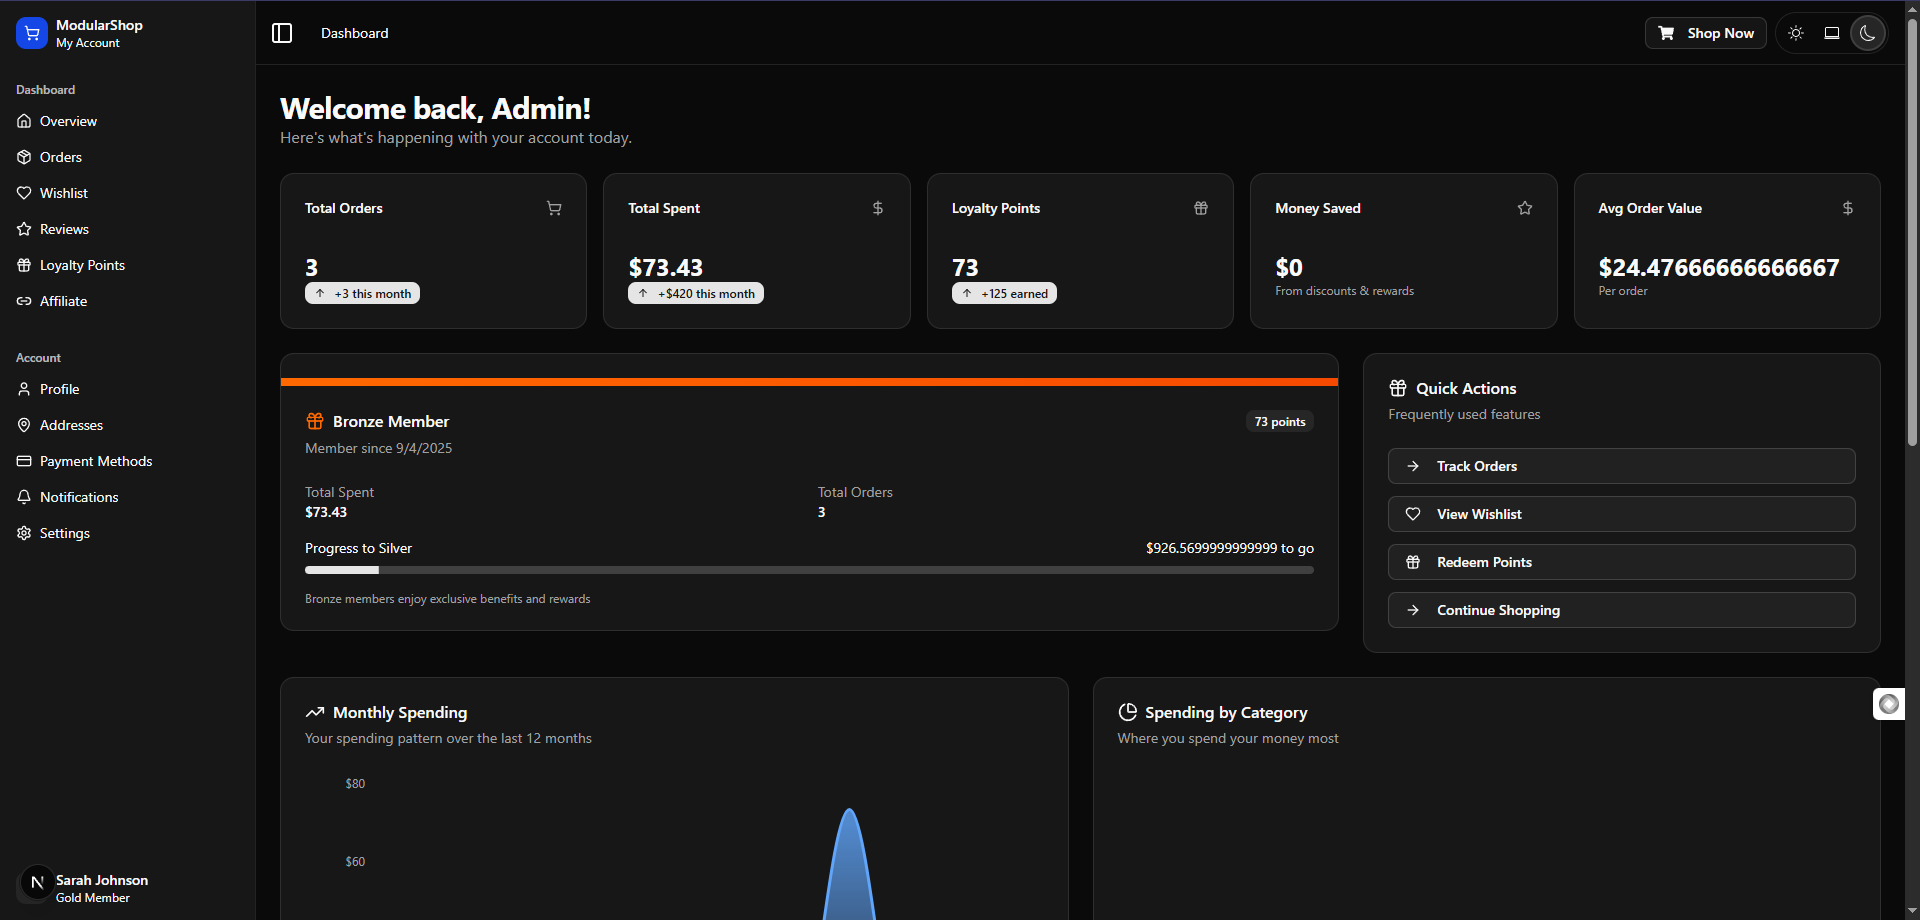 ModularShop
My Account
Dashboard
Overview
Orders
Wishlist
Reviews
Loyalty Points
Affiliate
Account
Profile
Addresses
Payment Methods
Notifications
Settings
N
Sarah Johnson
Gold Member
Dashboard
Shop Now
Welcome back, Admin!
Here's what's happening with your account today.
Total Orders
3
+3 this month
Total Spent
$73.43
+$420 this month
Loyalty Points
73
+125 earned
Money Saved
$0
From discounts & rewards
Avg Order Value
$24.47666666666667
Per order
Bronze Member
73 points
Member since 9/4/2025
Total Spent
$73.43
Total Orders
3
Progress to Silver
$926.5699999999999 to go
Bronze members enjoy exclusive benefits and rewards
Quick Actions
Frequently used features
Track Orders
View Wishlist
Redeem Points
Continue Shopping
Monthly Spending
Your spending pattern over the last 12 months
$80
$60
Spending by Category
Where you spend your money most